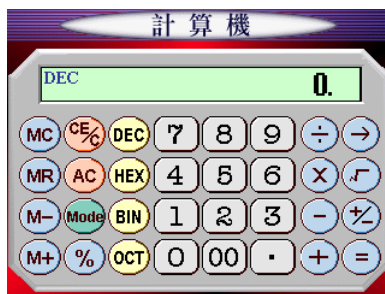 計算機
DEC
0.
MC CE/C DEC 7 8 9 ÷ →
MR AC HEX 4 5 6 X √
M− Mode BIN 1 2 3 − +/−
M+ % OCT 0 00 · + =